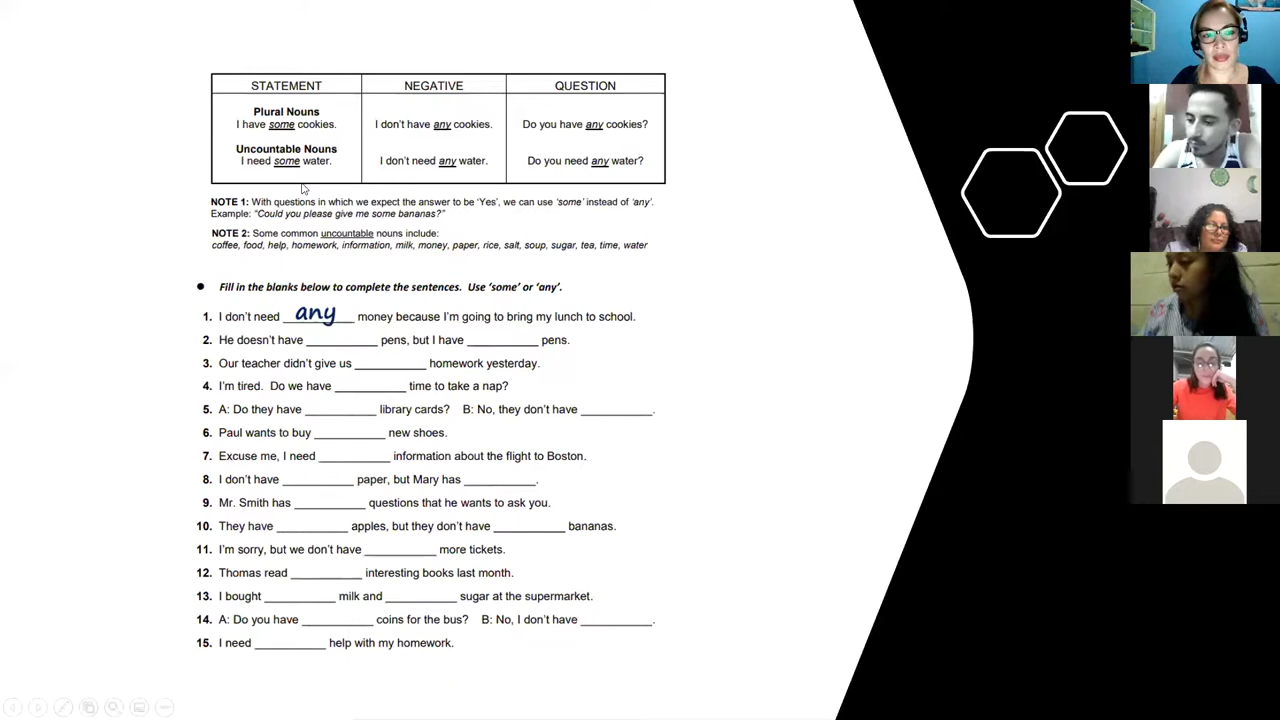 STATEMENT NEGATIVE QUESTION
Plural Nouns
I have some cookies. I don't have any cookies. Do you have any cookies?
Uncountable Nouns
I need some water. I don't need any water. Do you need any water?
NOTE 1: With questions in which we expect the answer to be 'Yes', we can use 'some' instead of 'any'.
Example: "Could you please give me some bananas?"
NOTE 2: Some common uncountable nouns include:
coffee, food, help, homework, information, milk, money, paper, rice, salt, soup, sugar, tea, time, water
● Fill in the blanks below to complete the sentences. Use 'some' or 'any'.
1. I don't need any money because I'm going to bring my lunch to school.
2. He doesn't have ___________ pens, but I have ___________ pens.
3. Our teacher didn't give us ___________ homework yesterday.
4. I'm tired. Do we have ___________ time to take a nap?
5. A: Do they have ___________ library cards? B: No, they don't have ___________.
6. Paul wants to buy ___________ new shoes.
7. Excuse me, I need ___________ information about the flight to Boston.
8. I don't have ___________ paper, but Mary has ___________.
9. Mr. Smith has ___________ questions that he wants to ask you.
10. They have ___________ apples, but they don't have ___________ bananas.
11. I'm sorry, but we don't have ___________ more tickets.
12. Thomas read ___________ interesting books last month.
13. I bought ___________ milk and ___________ sugar at the supermarket.
14. A: Do you have ___________ coins for the bus? B: No, I don't have ___________.
15. I need ___________ help with my homework.